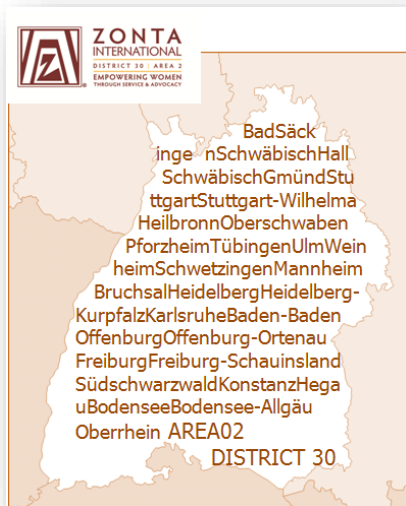 ZONTA
INTERNATIONAL
DISTRICT 30 | AREA 2
EMPOWERING WOMEN
THROUGH SERVICE & ADVOCACY
BadSäck
inge nSchwäbischHall
SchwäbischGmündStu
ttgartStuttgart-Wilhelma
HeilbronnOberschwaben
PforzheimTübingenUlmWein
heimSchwetzingenMannheim
BruchsalHeidelbergHeidelberg-
KurpfalzKarlsruheBaden-Baden
OffenburgOffenburg-Ortenau
FreiburgFreiburg-Schauinsland
SüdschwarzwaldKonstanzHega
uBodenseeBodensee-Allgäu
Oberrhein AREA02
DISTRICT 30